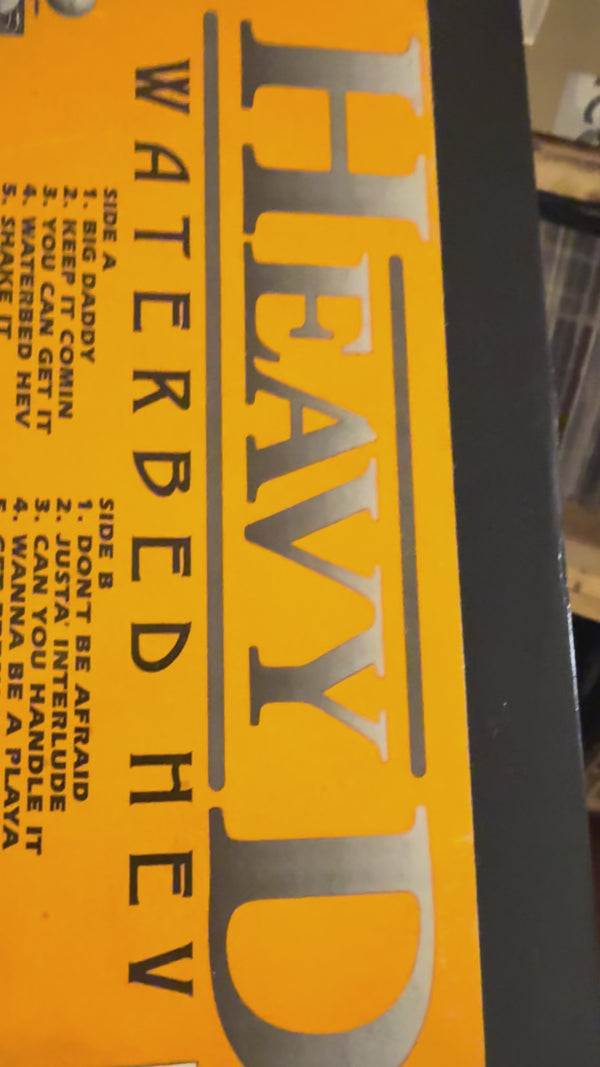 HEAVY D
WATERBED HEV
SIDE A
1. BIG DADDY
2. KEEP IT COMIN
3. YOU CAN GET IT
4. WATERBED HEV
5. SHAKE IT
SIDE B
1. DON'T BE AFRAID
2. JUSTA' INTERLUDE
3. CAN YOU HANDLE IT
4. WANNA BE A PLAYA